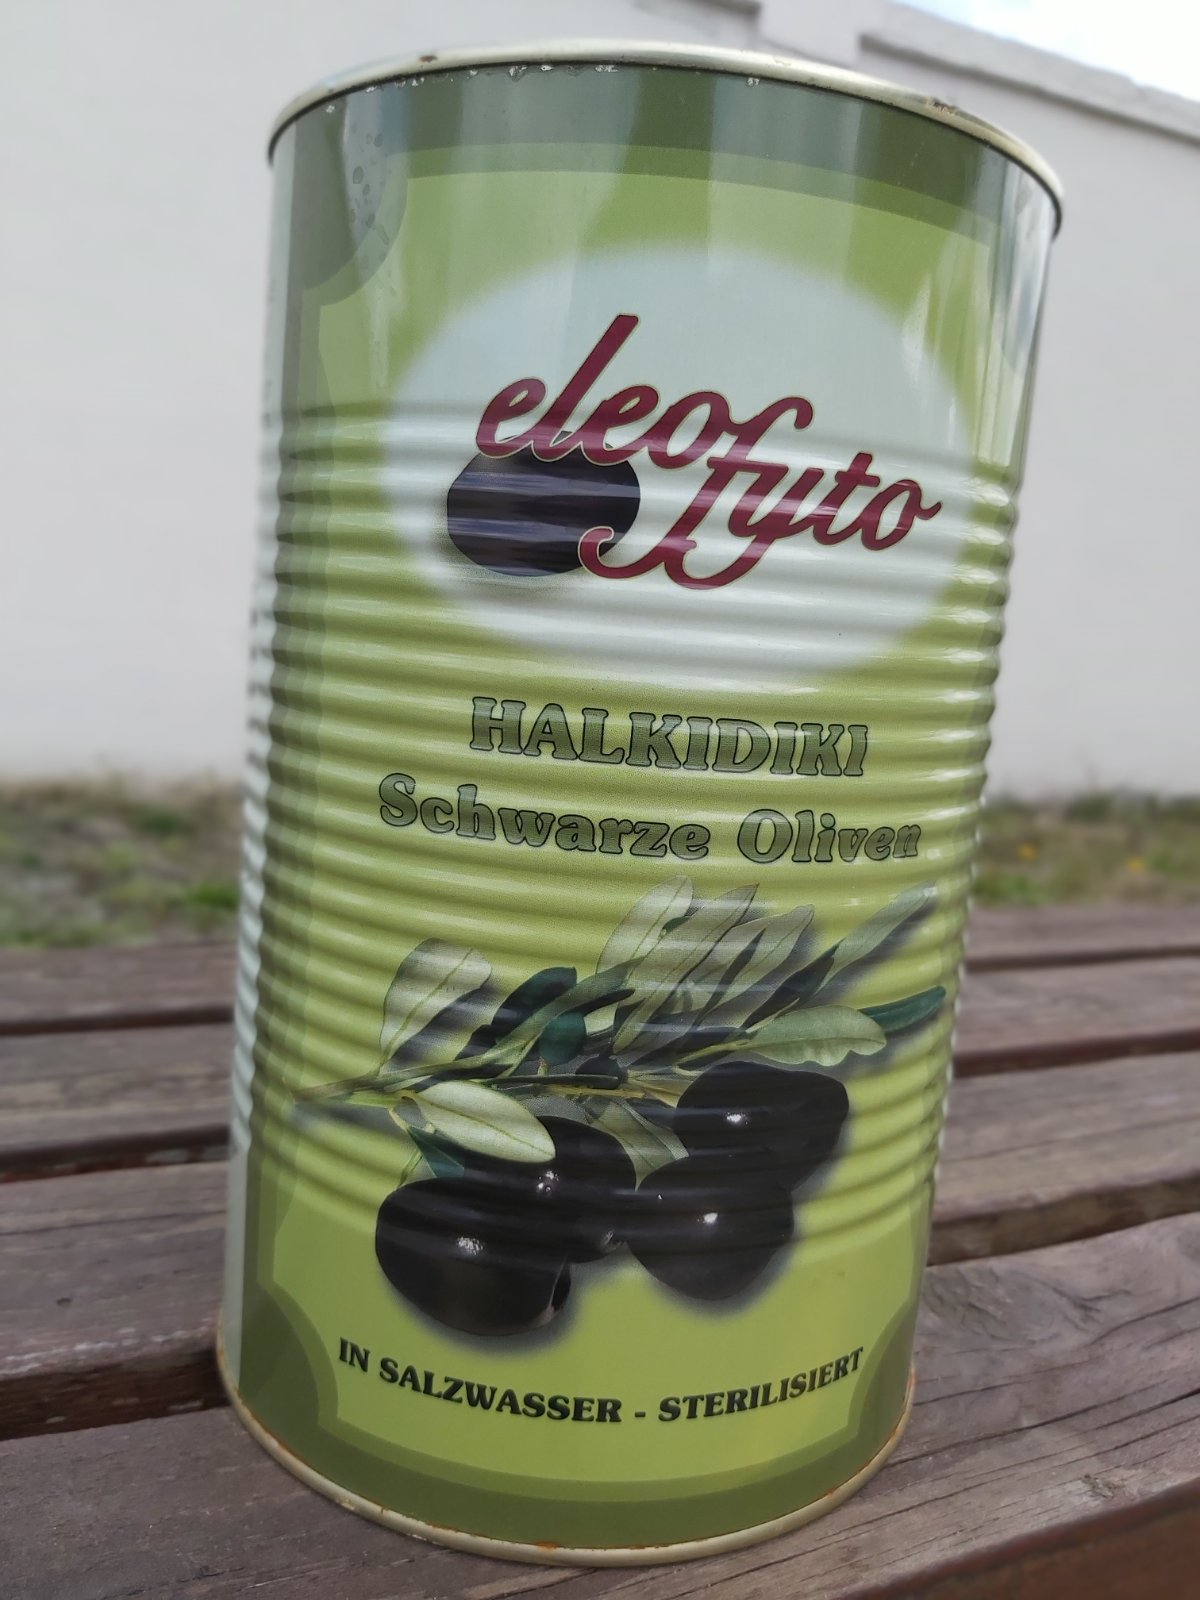 eleofyto
HALKIDIKI
Schwarze Oliven
IN SALZWASSER - STERILISIERT